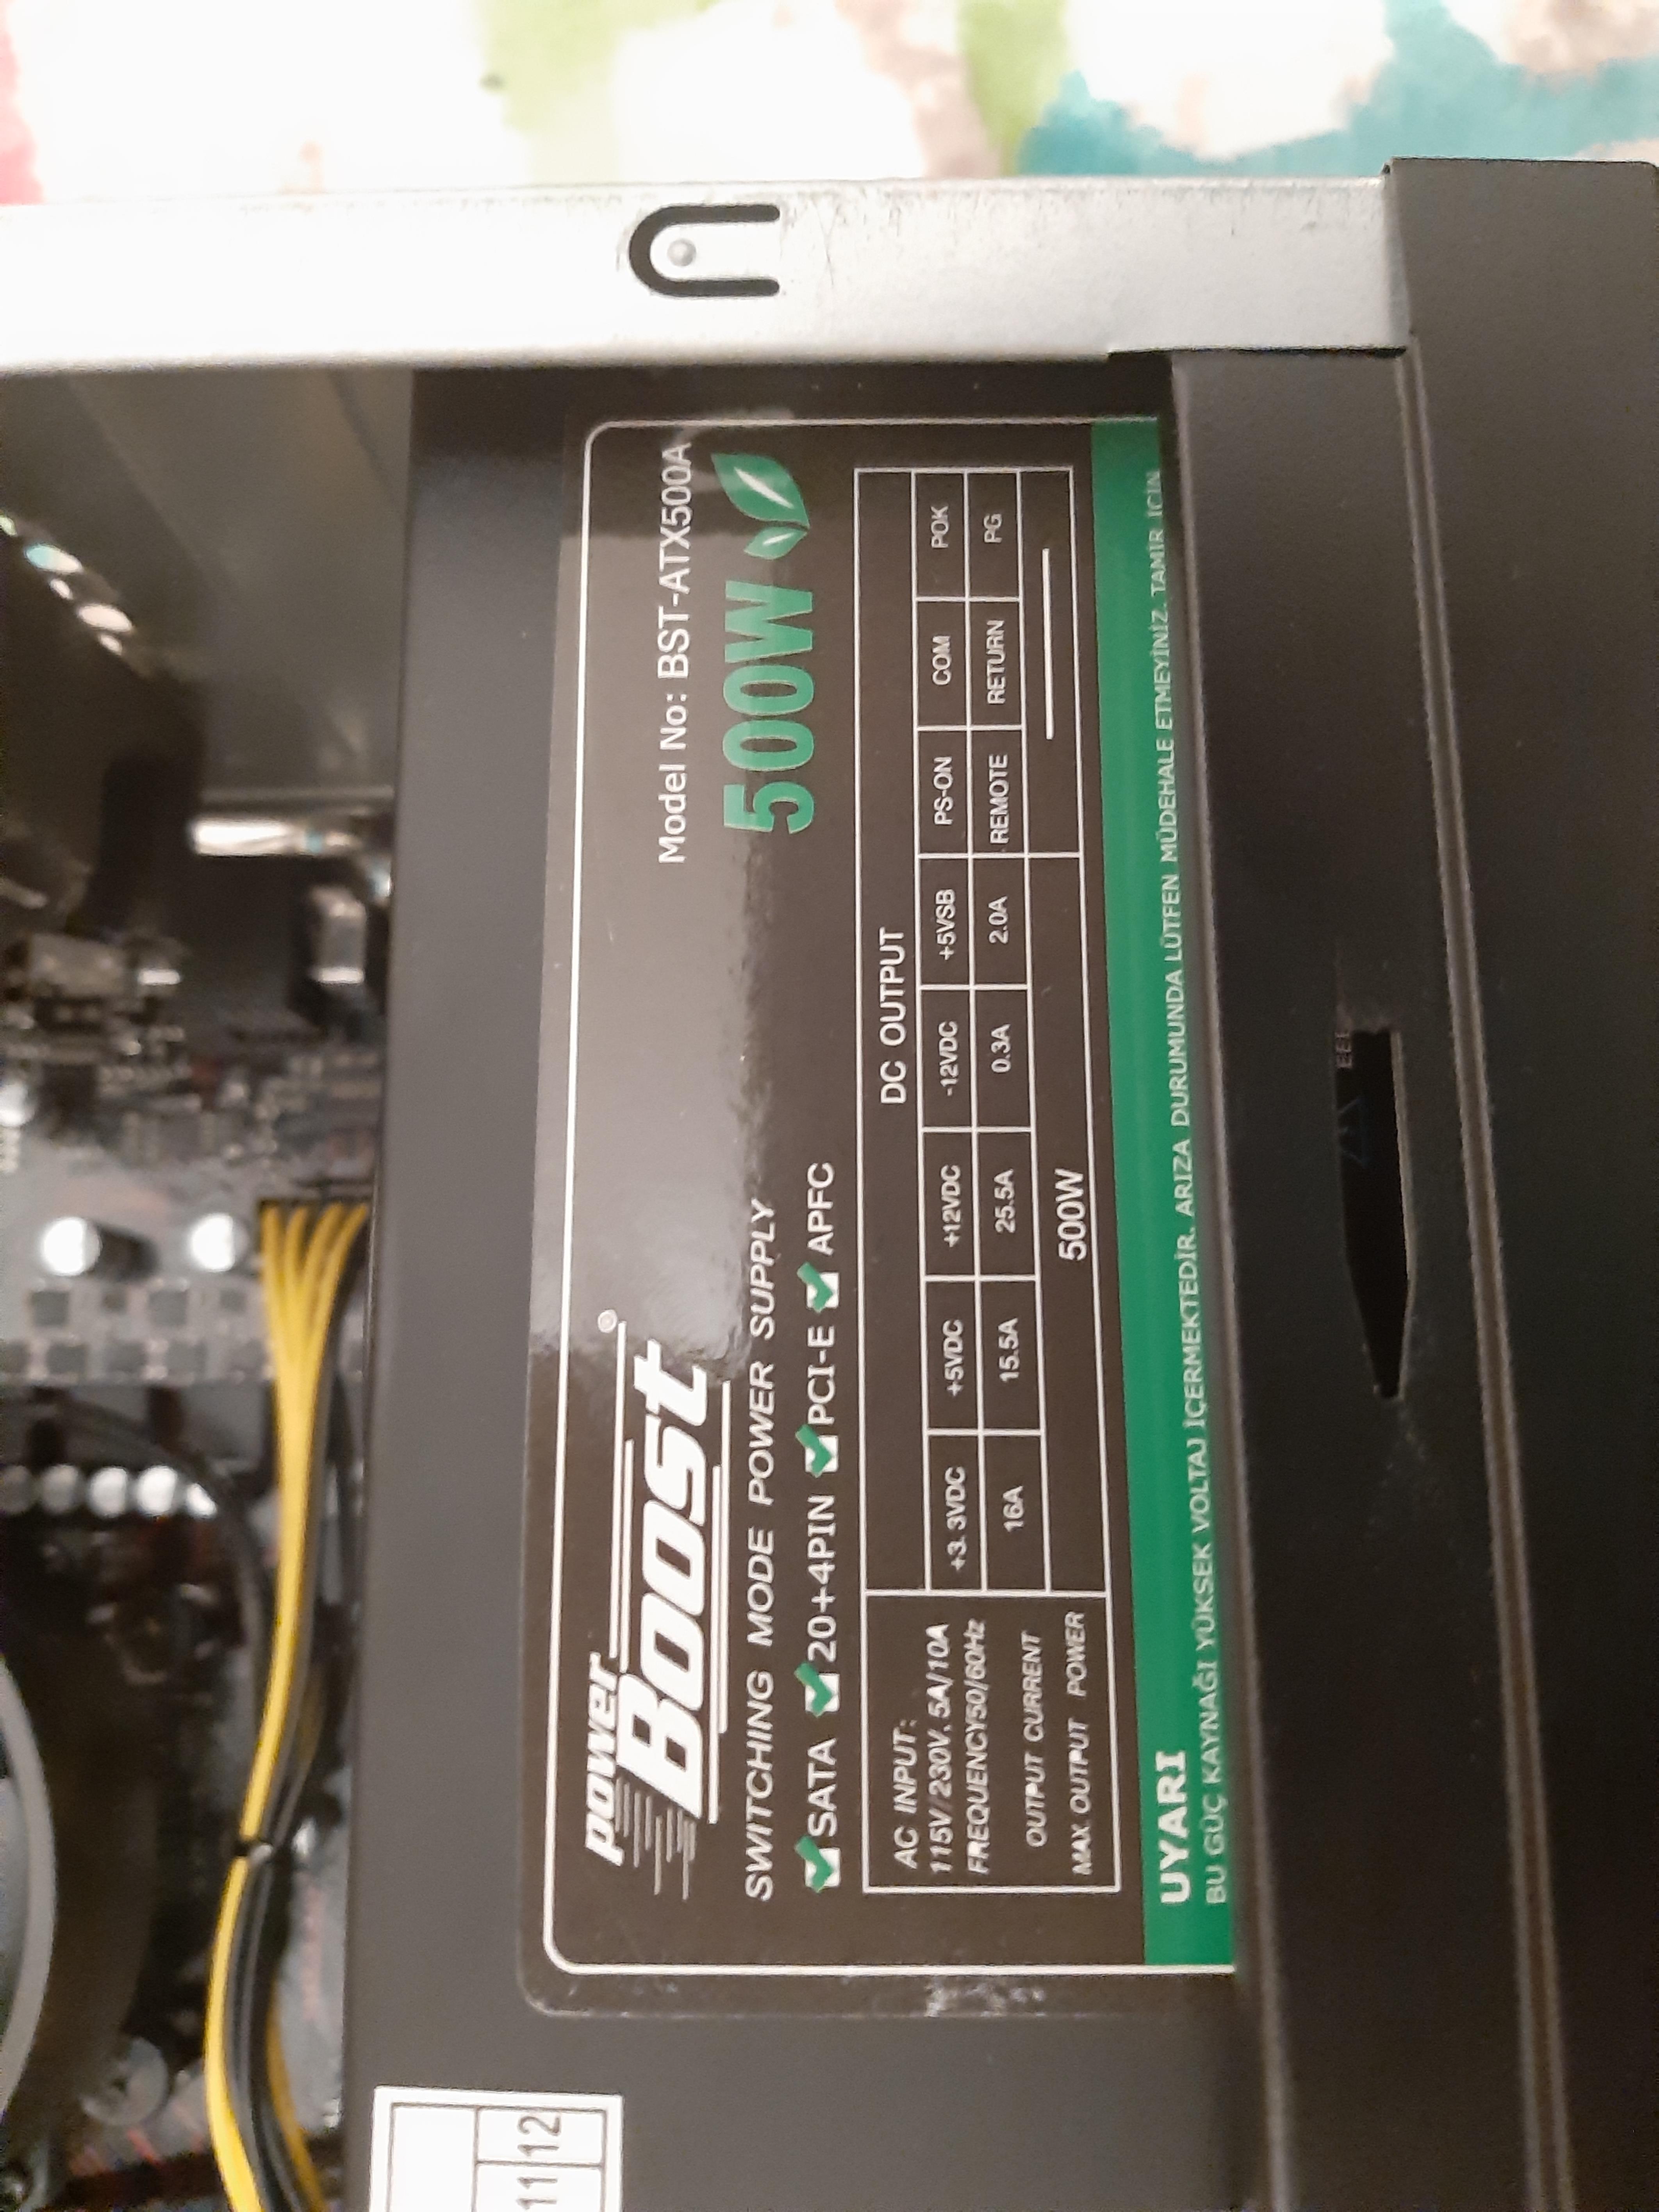 power
Boost®
Model No: BST-ATX500A
500W
SWITCHING MODE POWER SUPPLY
SATA 20+4PIN PCI-E APFC
AC INPUT:
115V/230V.5A/10A
FREQUENCY50/60Hz
DC OUTPUT
+3.3VDC +5VDC +12VDC -12VDC +5VSB PS-ON COM POK
OUTPUT CURRENT 16A 15.5A 25.5A 0.3A 2.0A REMOTE RETURN PG
MAX. OUTPUT POWER 500W
UYARI
BU GÜÇ KAYNAĞI YÜKSEK VOLTAJ İÇERMEKTEDİR. ARIZA DURUMUNDA LÜTFEN MÜDEHALE ETMEYİNİZ. TAMİR İÇİN
11 12